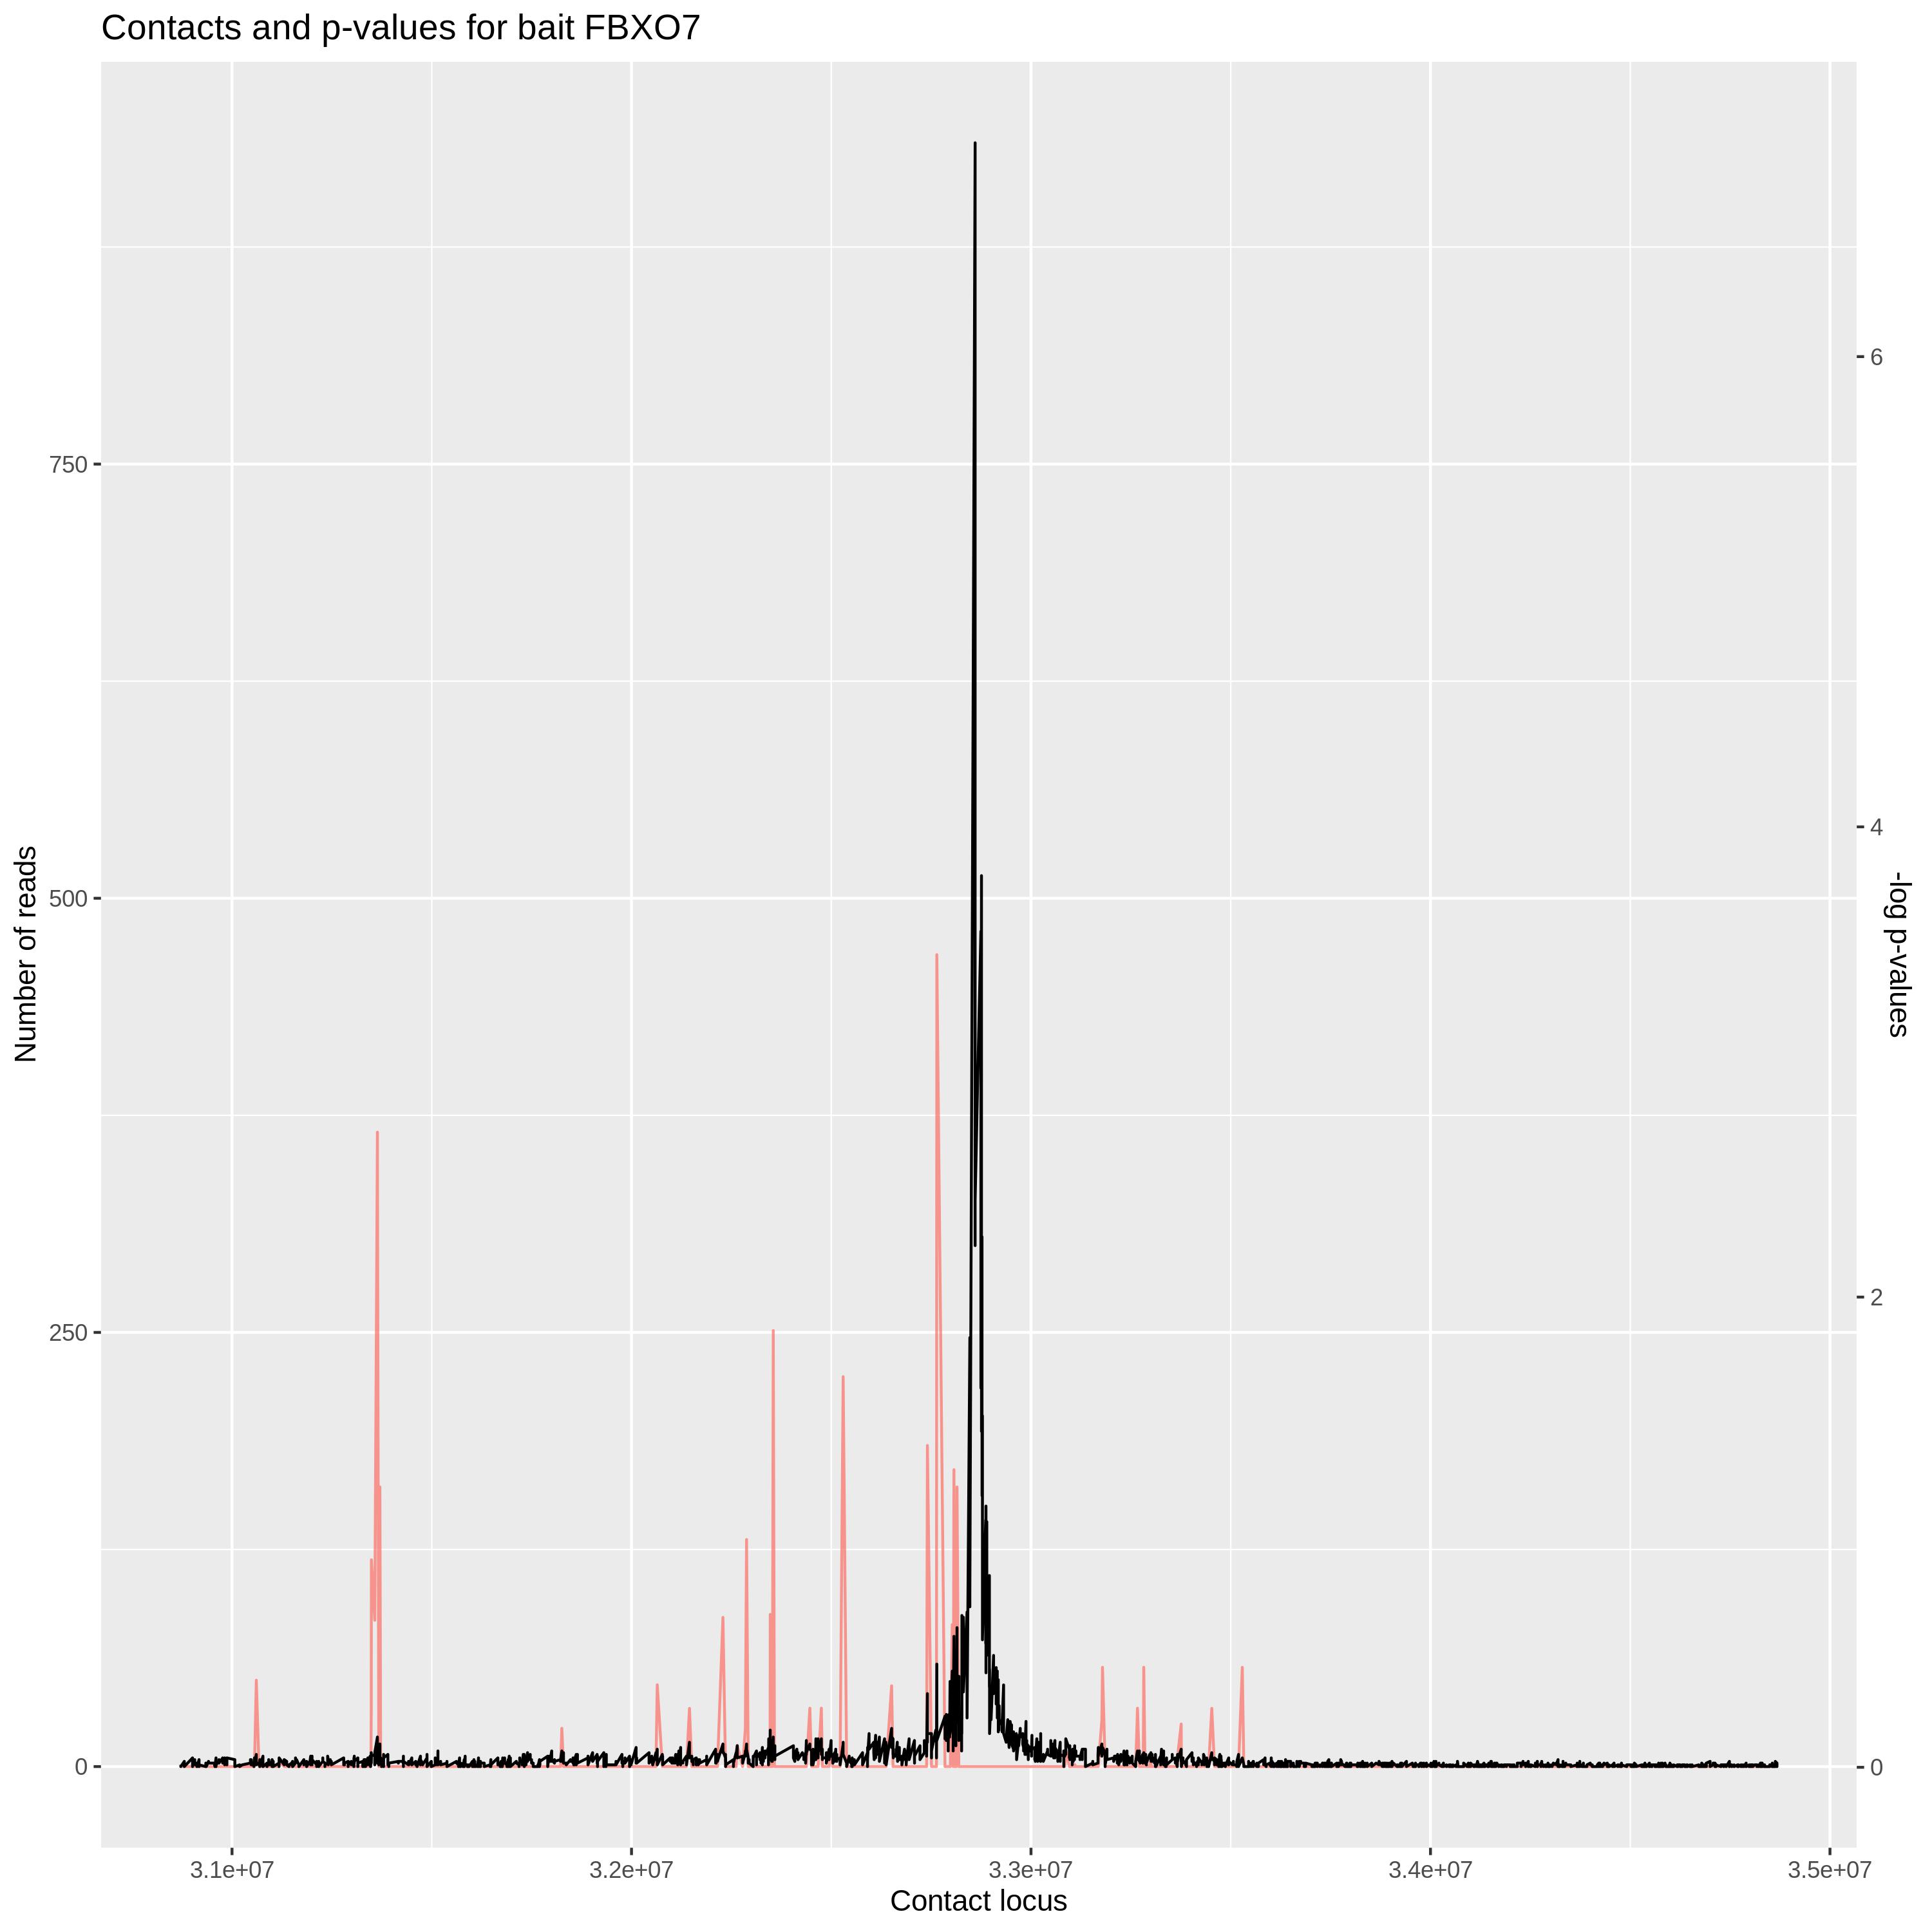 Contacts and p-values for bait FBXO7
Number of reads
750
500
250
0
6
4
2
0
-log p-values
3.1e+07 3.2e+07 3.3e+07 3.4e+07 3.5e+07
Contact locus